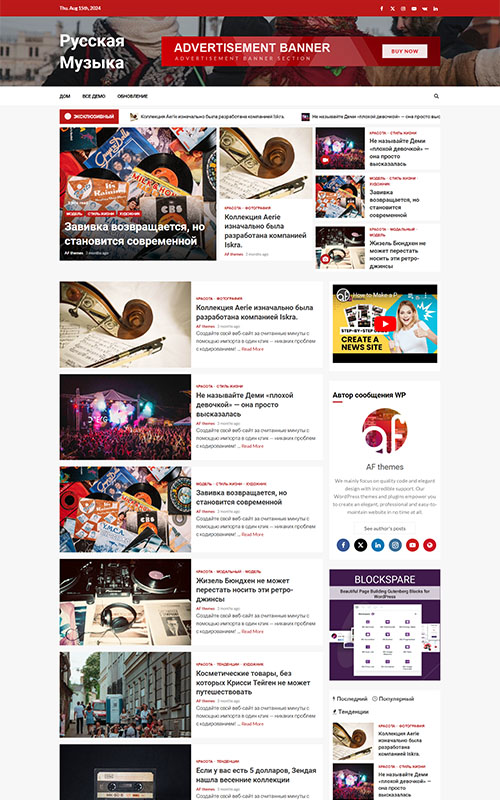 Thu. Aug 15th, 2024
Русская
Музыка
ADVERTISEMENT BANNER
ADVERTISEMENT BANNER SECTION
BUY NOW
ДОМ ВСЕ ДЕМО ОБНОВЛЕНИЕ
ЭКСКЛЮЗИВНЫЙ
Коллекция Aerie изначально была разработана компанией Iskra.
Не называйте Деми «плохой девочкой» — она просто выс
МОДЕЛЬ СТИЛЬ ЖИЗНИ ХУДОЖНИК
Завивка возвращается, но
становится современной
AF themes 2 months ago
КРАСОТА ФОТОГРАФИЯ
Коллекция Aerie
изначально была
разработана компанией
Iskra.
AF themes 2 months ago
КРАСОТА СТИЛЬ ЖИЗНИ
Не называйте Деми
«плохой девочкой» —
она просто
высказалась
МОДЕЛЬ СТИЛЬ ЖИЗНИ
ХУДОЖНИК
Завивка
возвращается, но
становится
современной
КРАСОТА МОДАЛЬНЫЙ
МОДЕЛЬ
Жизель Бюндхен не
может перестать
носить эти ретро-
джинсы
КРАСОТА ФОТОГРАФИЯ
Коллекция Aerie изначально была
разработана компанией Iskra.
AF themes 2 months ago
Создайте свой веб-сайт за считанные минуты с
помощью импорта в один клик — никаких проблем
с кодированием! ... Read More
КРАСОТА СТИЛЬ ЖИЗНИ
Не называйте Деми «плохой
девочкой» — она просто
высказалась
AF themes 2 months ago
Создайте свой веб-сайт за считанные минуты с
помощью импорта в один клик — никаких проблем
с кодированием! ... Read More
МОДЕЛЬ СТИЛЬ ЖИЗНИ ХУДОЖНИК
Завивка возвращается, но
становится современной
AF themes 2 months ago
Создайте свой веб-сайт за считанные минуты с
помощью импорта в один клик — никаких проблем
с кодированием! ... Read More
КРАСОТА МОДАЛЬНЫЙ МОДЕЛЬ
Жизель Бюндхен не может
перестать носить эти ретро-
джинсы
AF themes 2 months ago
Создайте свой веб-сайт за считанные минуты с
помощью импорта в один клик — никаких проблем
с кодированием! ... Read More
КРАСОТА ТЕНДЕНЦИИ ХУДОЖНИК
Косметические товары, без
которых Крисси Тейген не может
путешествовать
AF themes 2 months ago
Создайте свой веб-сайт за считанные минуты с
помощью импорта в один клик — никаких проблем
с кодированием! ... Read More
КРАСОТА ТЕНДЕНЦИИ
Если у вас есть 5 долларов, Зендая
нашла весенние коллекции
How to Make a P
STEP-BY-STEP
CREATE A
NEWS SITE
Автор сообщения WP
AF themes
We mainly focus on quality code and elegant
design with incredible support. Our
WordPress themes and plugins empower you
to create an elegant, professional and easy-to-
maintain website in no time at all.
See author's posts
BLOCKSPARE
Beautiful Page Building Gutenberg Blocks for
WordPress
Последний Популярный
Тенденции
КРАСОТА ФОТОГРАФИЯ
Коллекция Aerie
изначально была
разработана
компанией Iskra.
КРАСОТА СТИЛЬ ЖИЗНИ
Не называйте Деми
«плохой девочкой» —
она просто
высказалась